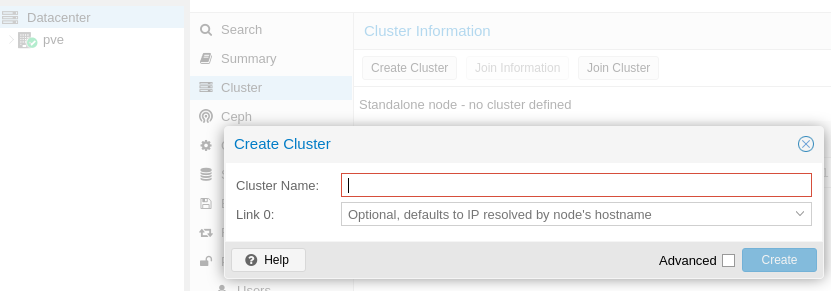 Datacenter
pve
Search
Summary
Cluster
Ceph
Users
Cluster Information
Create Cluster Join Information Join Cluster
Standalone node - no cluster defined
Create Cluster
Cluster Name:
Link 0: Optional, defaults to IP resolved by node's hostname
Help Advanced Create